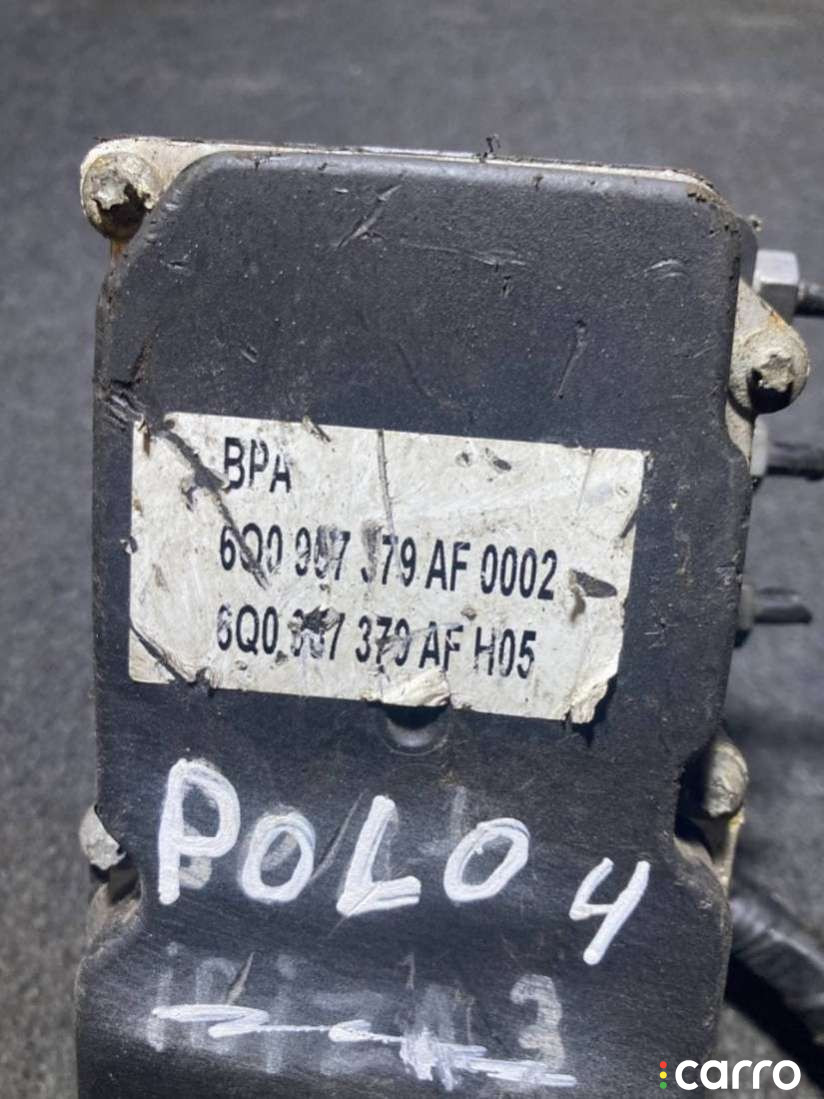 BPA
6Q0 907 379 AF 0002
6Q0 907 379 AF H05
POLO 4
carro